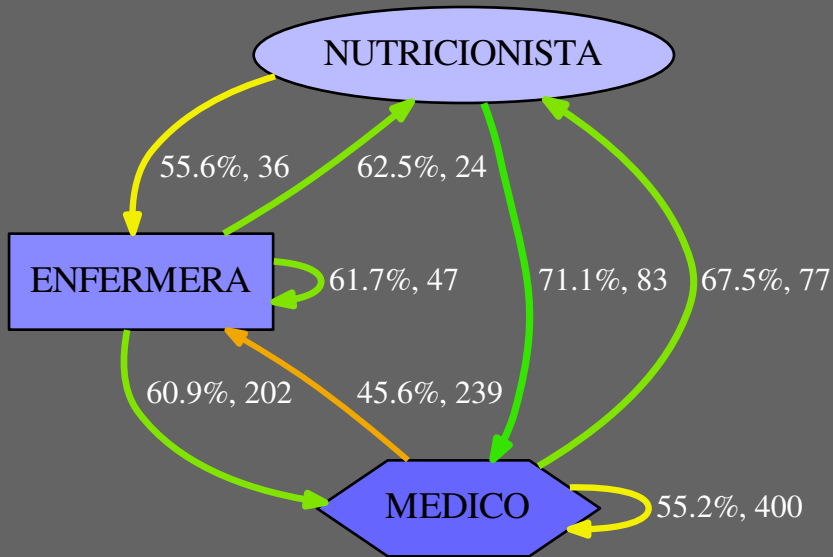 NUTRICIONISTA
55.6%, 36
62.5%, 24
ENFERMERA
61.7%, 47
71.1%, 83
67.5%, 77
60.9%, 202
45.6%, 239
MEDICO
55.2%, 400